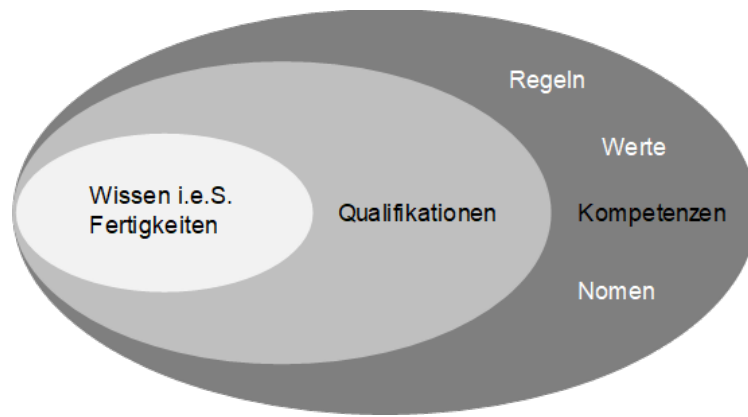 Regeln
Werte
Wissen i.e.S.
Fertigkeiten
Qualifikationen
Kompetenzen
Nomen